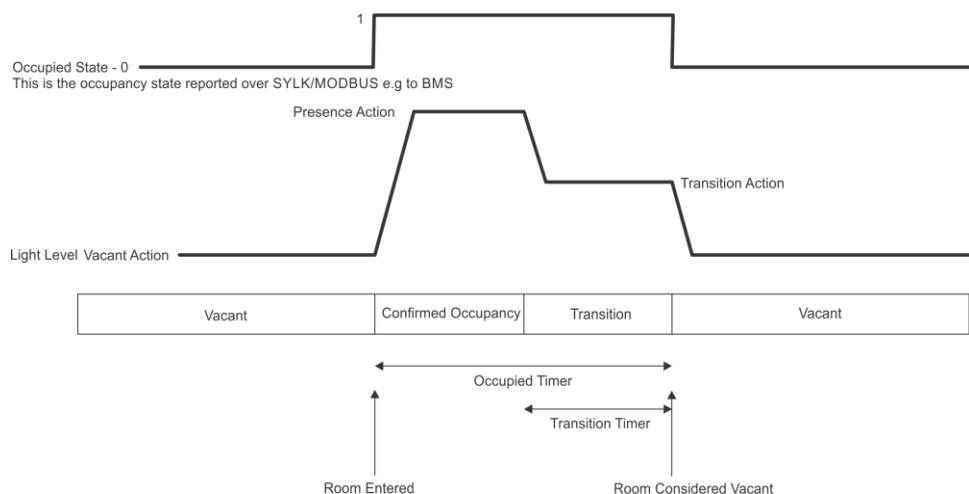 1
Occupied State - 0
This is the occupancy state reported over SYLK/MODBUS e.g to BMS
Presence Action
Transition Action
Light Level Vacant Action
Vacant Confirmed Occupancy Transition Vacant
Occupied Timer
Transition Timer
Room Entered Room Considered Vacant